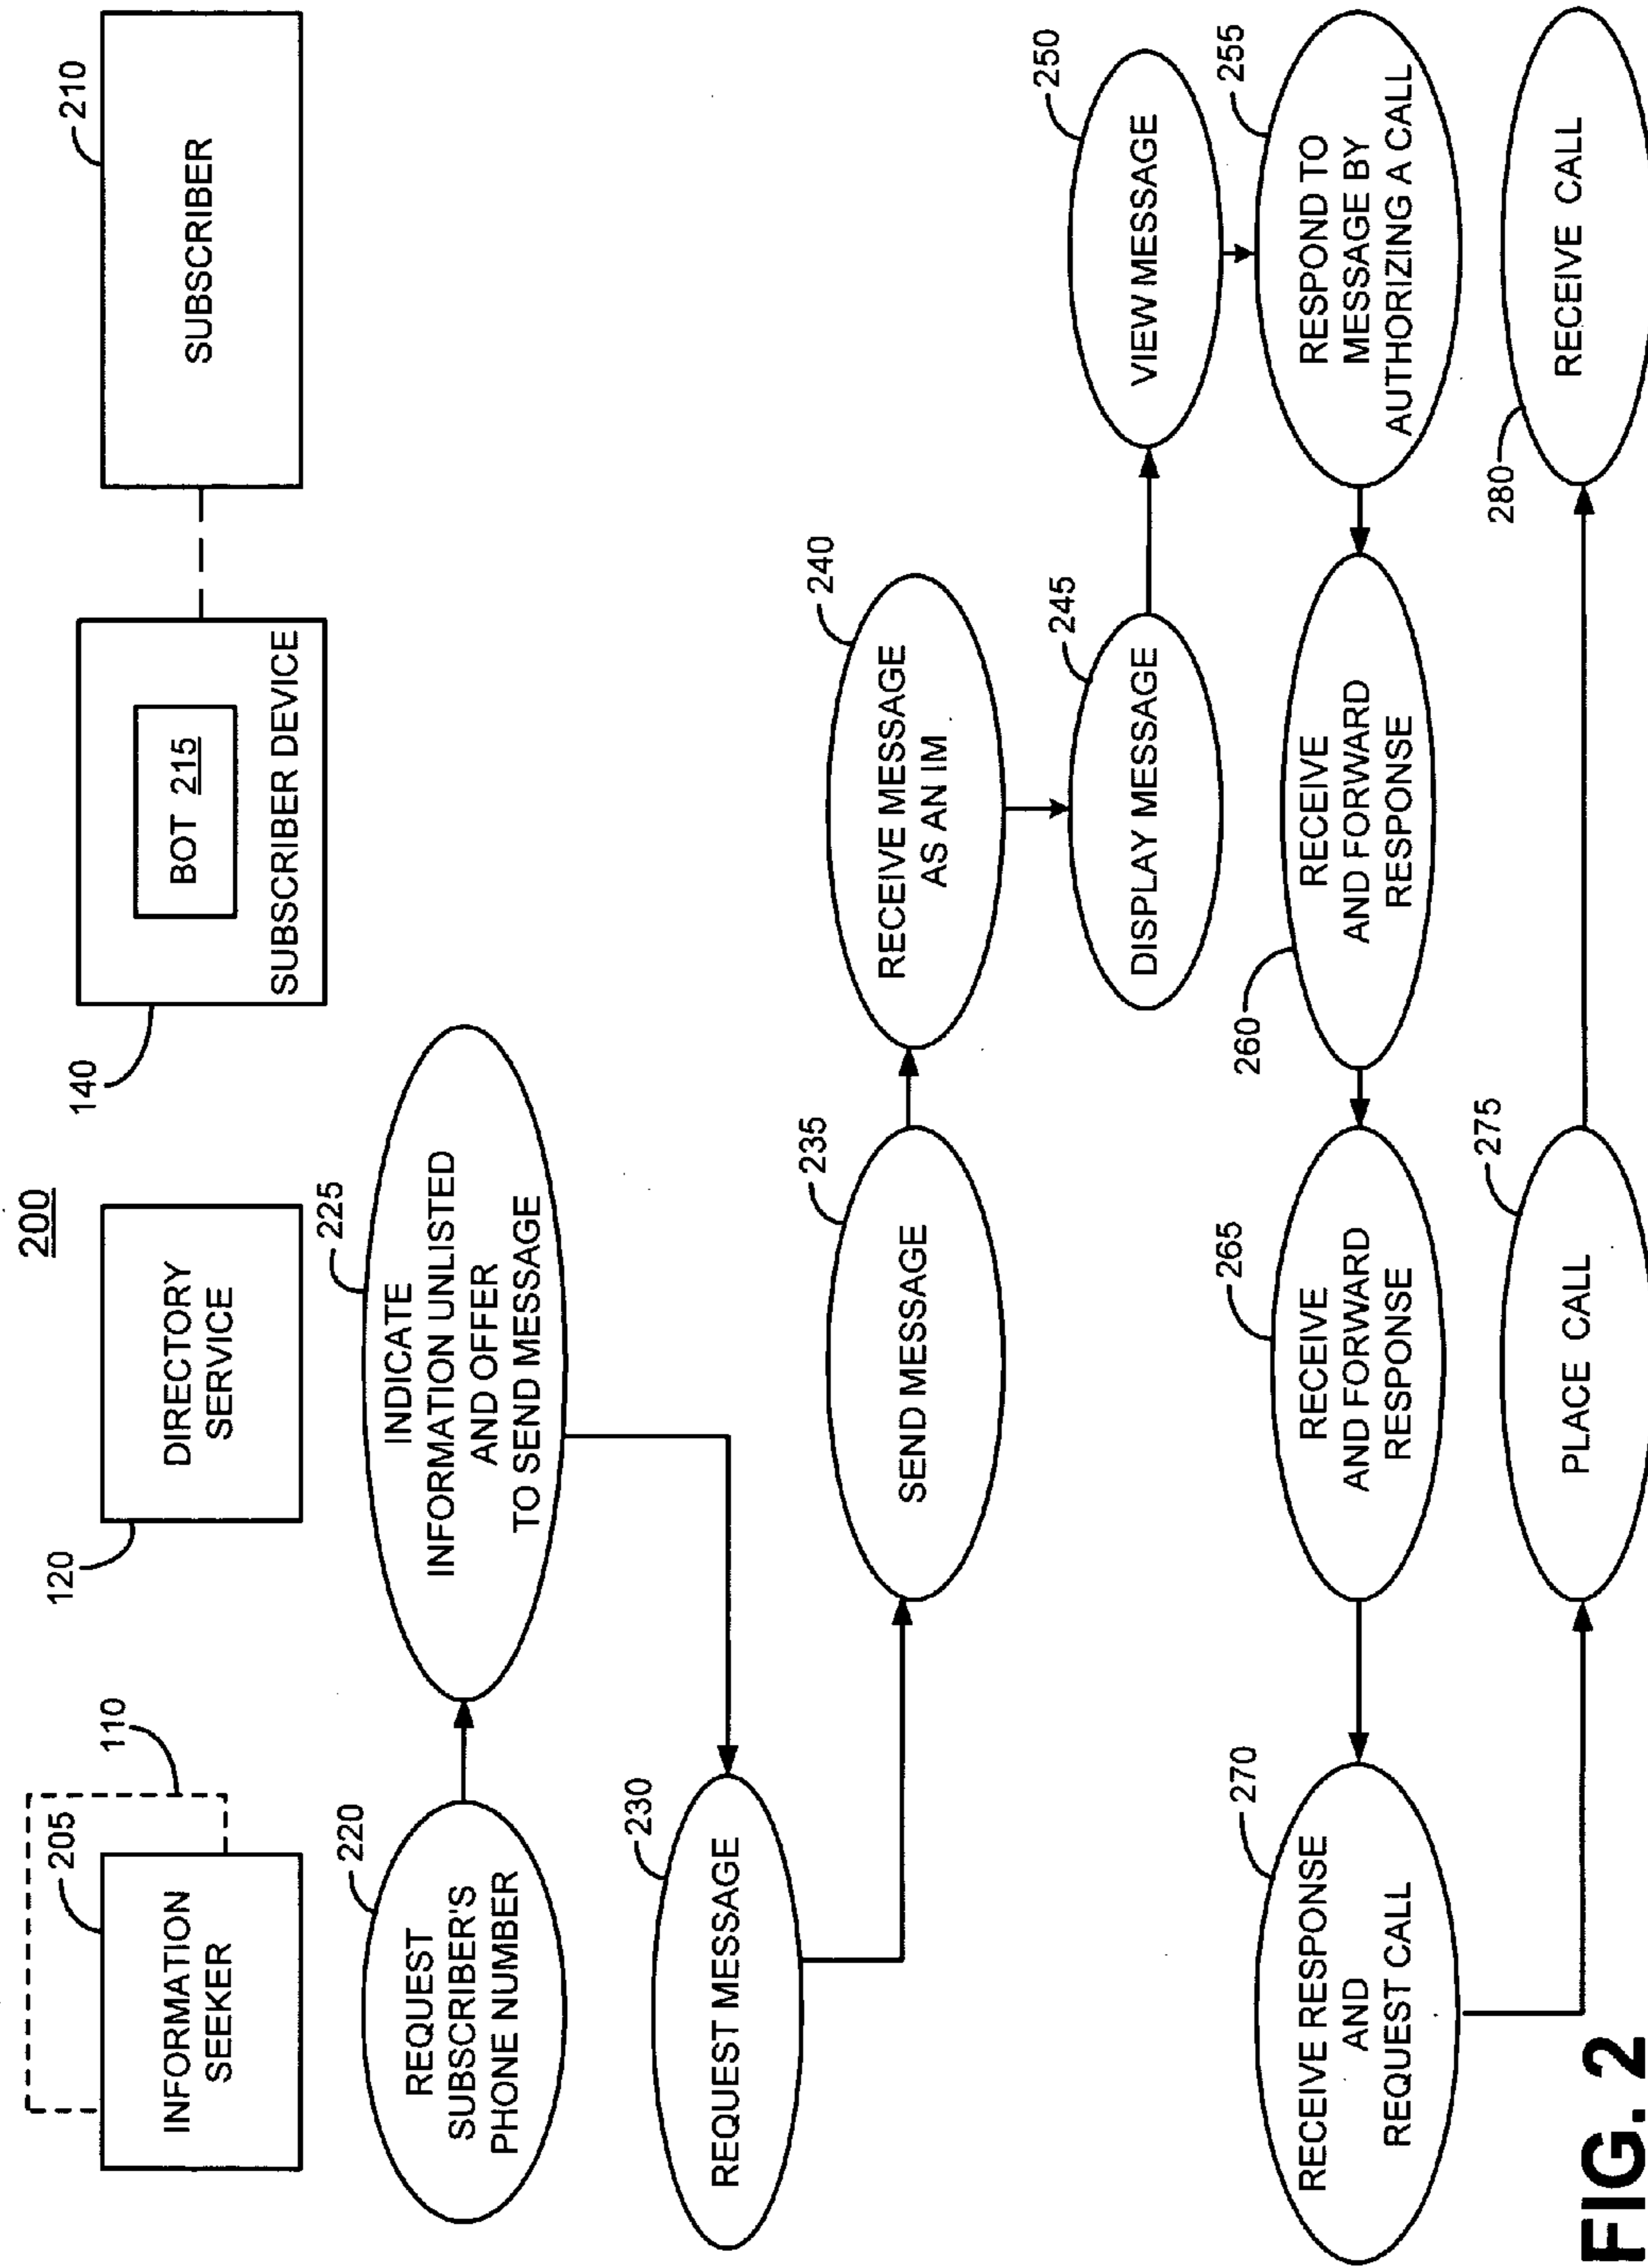 200
110
205
INFORMATION
SEEKER
120
DIRECTORY
SERVICE
140
BOT 215
SUBSCRIBER DEVICE
210
SUBSCRIBER
220
REQUEST
SUBSCRIBER'S
PHONE NUMBER
225
INDICATE
INFORMATION UNLISTED
AND OFFER
TO SEND MESSAGE
230
REQUEST MESSAGE
235
SEND MESSAGE
240
RECEIVE MESSAGE
AS AN IM
245
DISPLAY MESSAGE
250
VIEW MESSAGE
255
RESPOND TO
MESSAGE BY
AUTHORIZING A CALL
260
RECEIVE
AND FORWARD
RESPONSE
265
RECEIVE
AND FORWARD
RESPONSE
270
RECEIVE RESPONSE
AND
REQUEST CALL
275
PLACE CALL
280
RECEIVE CALL
FIG. 2